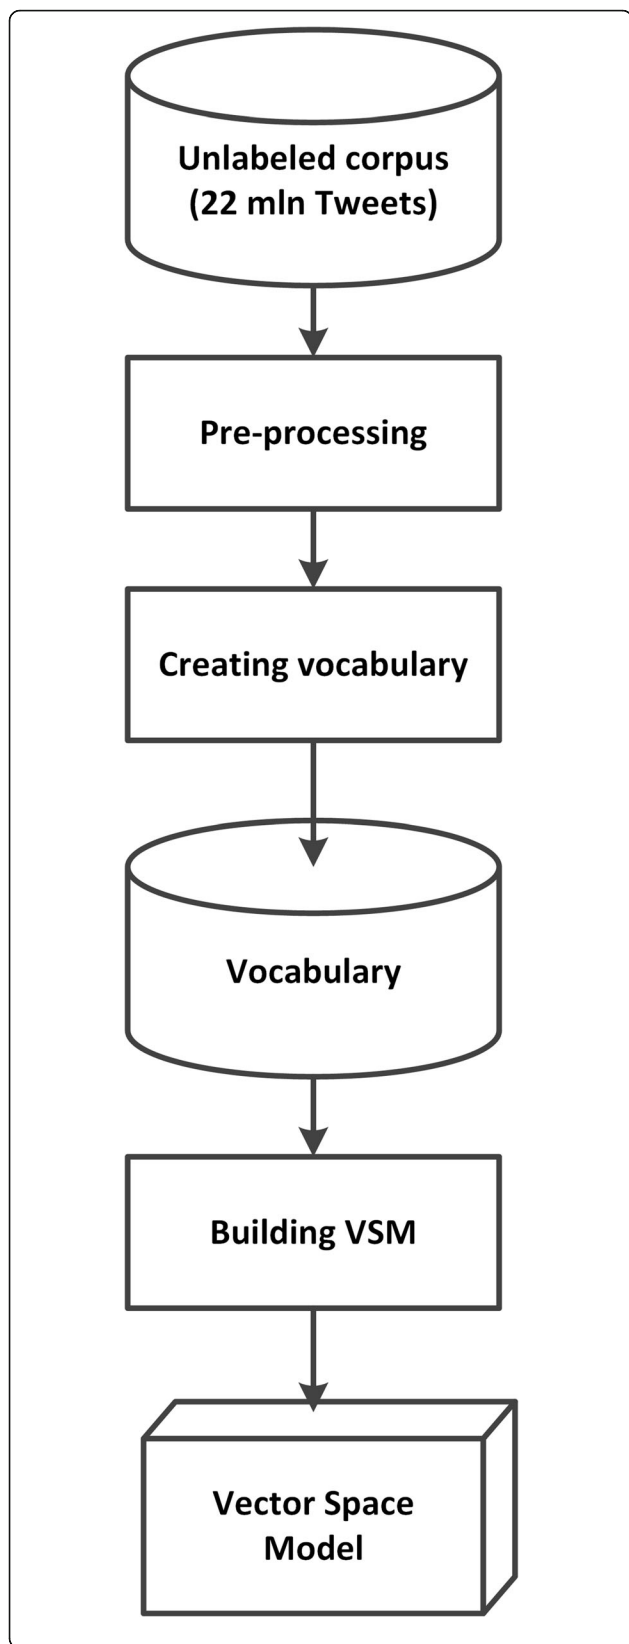 Unlabeled corpus
(22 mln Tweets)
Pre-processing
Creating vocabulary
Vocabulary
Building VSM
Vector Space
Model